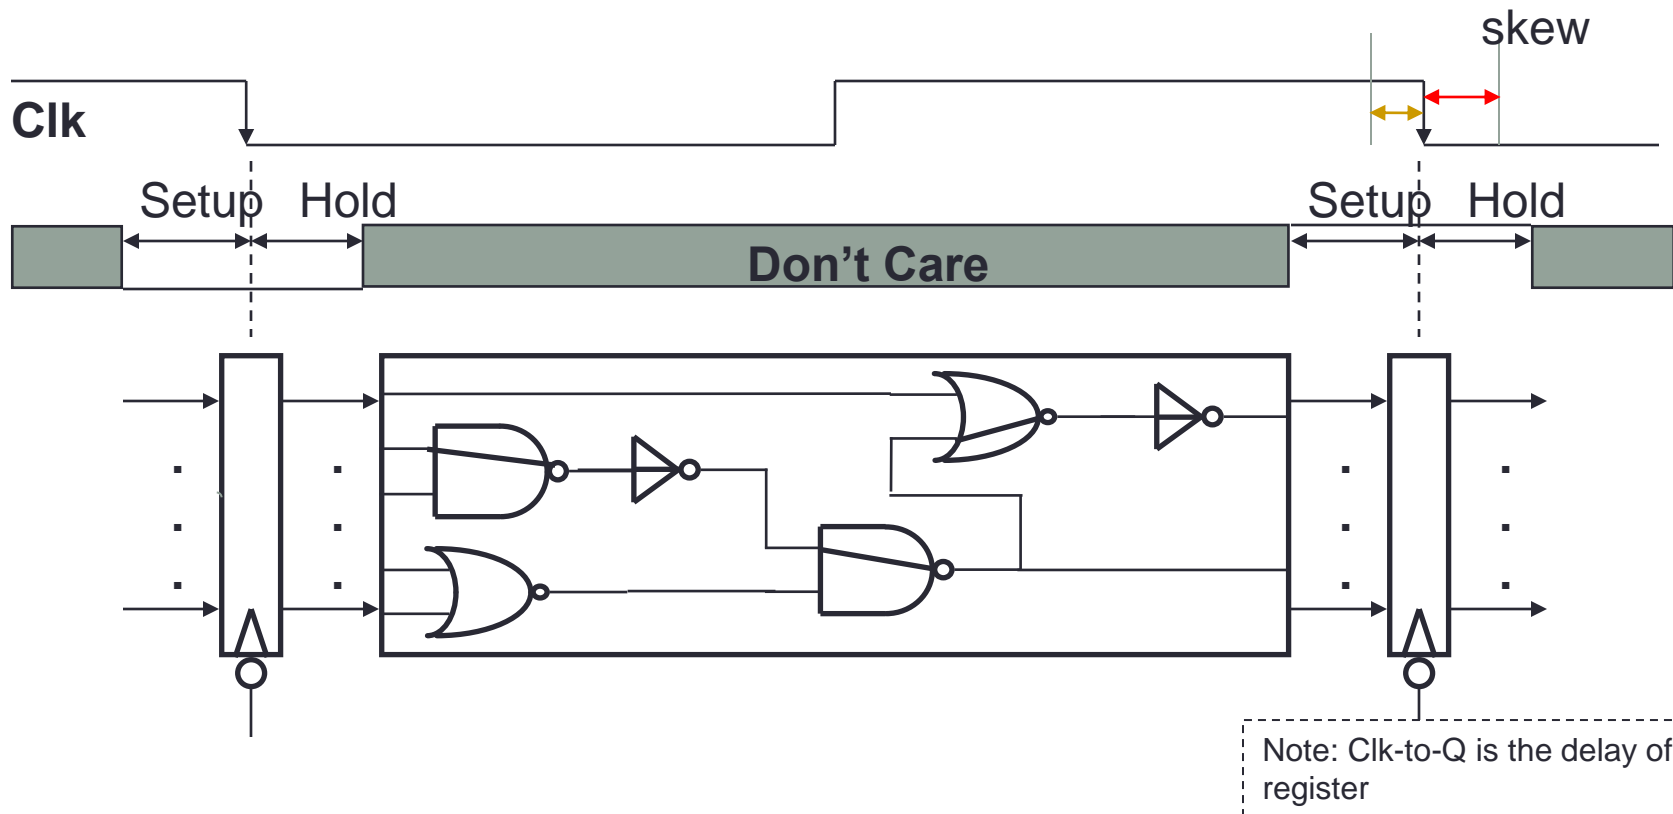 skew
Clk
Setup Hold
Setup Hold
Don’t Care
Note: Clk-to-Q is the delay of
register